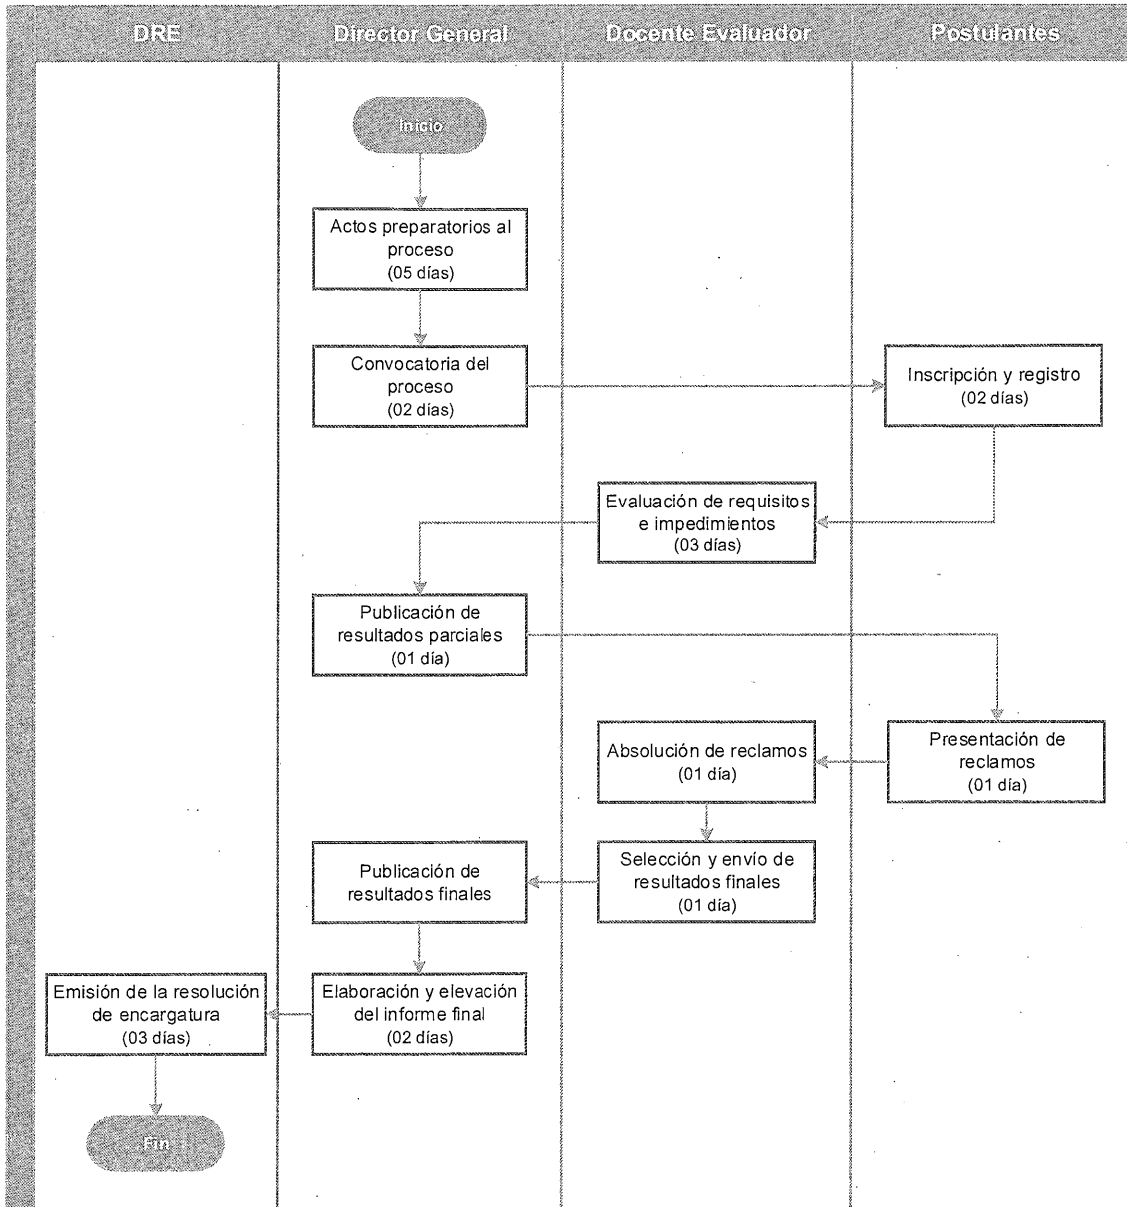 DRE
Director General
Docente Evaluador
Postulantes
Inicio
Actos preparatorios al
proceso
(05 días)
Convocatoria del
proceso
(02 días)
Inscripción y registro
(02 días)
Evaluación de requisitos
e impedimientos
(03 días)
Publicación de
resultados parciales
(01 día)
Presentación de
reclamos
(01 día)
Absolución de reclamos
(01 día)
Selección y envío de
resultados finales
(01 día)
Publicación de
resultados finales
Elaboración y elevación
del informe final
(02 días)
Emisión de la resolución
de encargatura
(03 días)
Fin